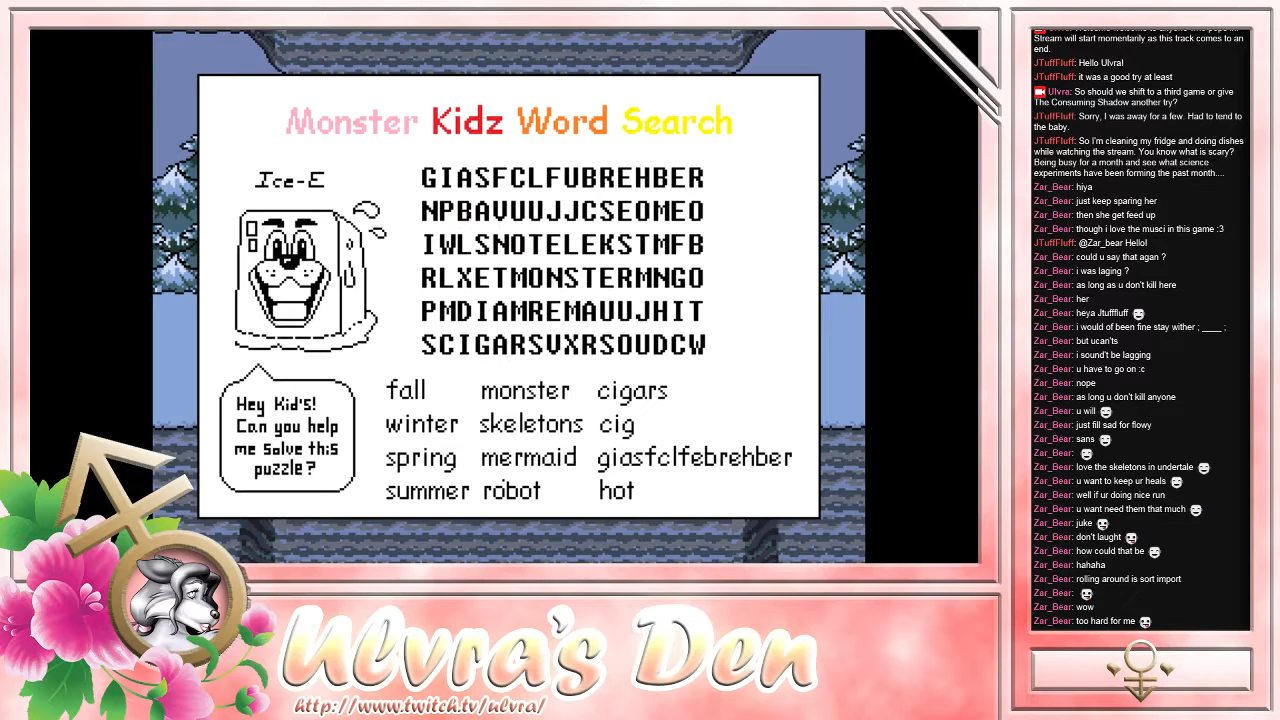 Monster Kidz Word Search
Ice-E
GIASFCLFUBREHBER
NPBAVUUJJCSEOMEO
IWLSNOTELEKSTMFB
RLXETMONSTERMNGO
PMDIAMREMAUUJHIT
SCIGARSVXRSOUDCW
Hey Kid's!
Can you help
me solve this
puzzle?
fall monster cigars
winter skeletons cig
spring mermaid giasfclfebrehber
summer robot hot
Stream will start momentarily as this track comes to an
end.
JTuffFluff: Hello Ulvra!
JTuffFluff: it was a good try at least
Ulvra: So should we shift to a third game or give
The Consuming Shadow another try?
JTuffFluff: Sorry, I was away for a few. Had to tend to
the baby.
JTuffFluff: So I'm cleaning my fridge and doing dishes
while watching the stream. You know what is scary?
Being busy for a month and see what science
experiments have been forming the past month....
Zar_Bear: hiya
Zar_Bear: just keep sparing her
Zar_Bear: then she get feed up
Zar_Bear: though i love the musci in this game :3
JTuffFluff: @Zar_bear Hello!
Zar_Bear: could u say that agan ?
Zar_Bear: i was laging ?
Zar_Bear: as long as u don't kill here
Zar_Bear: her
Zar_Bear: heya Jtufffluff
Zar_Bear: i would of been fine stay wither ; ____ ;
Zar_Bear: but ucan'ts
Zar_Bear: i sound't be lagging
Zar_Bear: u have to go on :c
Zar_Bear: nope
Zar_Bear: as long u don't kill anyone
Zar_Bear: u will
Zar_Bear: just fill sad for flowy
Zar_Bear: sans
Zar_Bear:
Zar_Bear: love the skeletons in undertale
Zar_Bear: u want to keep ur heals
Zar_Bear: well if ur doing nice run
Zar_Bear: u want need them that much
Zar_Bear: juke
Zar_Bear: don't laught
Zar_Bear: how could that be
Zar_Bear: hahaha
Zar_Bear: rolling around is sort import
Zar_Bear:
Zar_Bear: wow
Zar_Bear: too hard for me
Ulvra's Den
http://www.twitch.tv/ulvra/